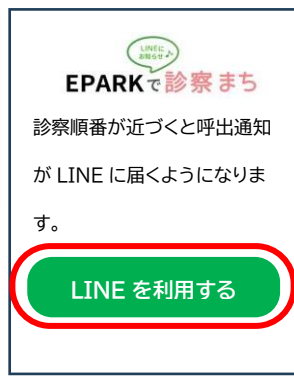 LINEに
お知らせ♪
EPARKで診察まち
診察順番が近づくと呼出通知
が LINE に届くようになりま
す。
LINE を利用する